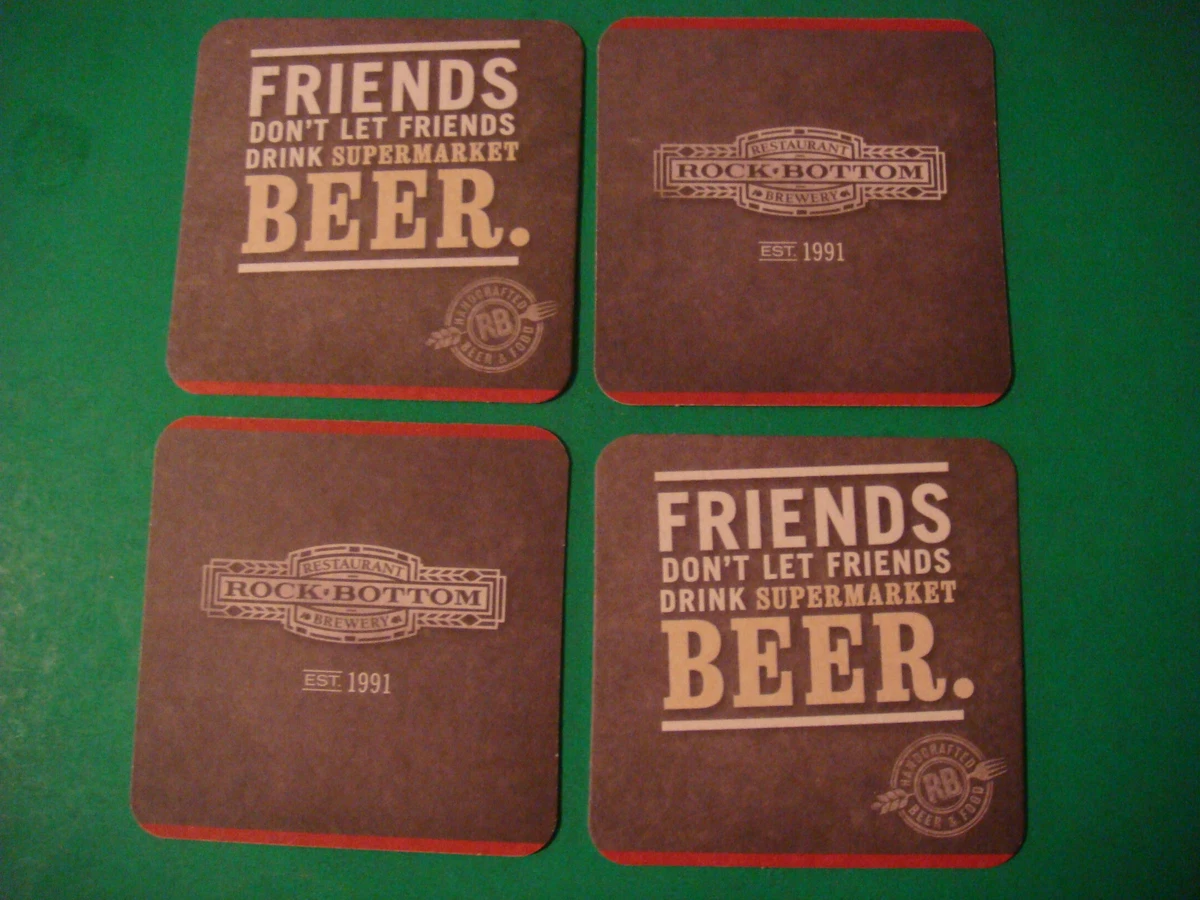 FRIENDS
DON'T LET FRIENDS
DRINK SUPERMARKET
BEER.
HANDCRAFTED
RB
BEER & FOOD
RESTAURANT
ROCK•BOTTOM
BREWERY
EST. 1991
RESTAURANT
ROCK•BOTTOM
BREWERY
EST. 1991
FRIENDS
DON'T LET FRIENDS
DRINK SUPERMARKET
BEER.
HANDCRAFTED
RB
BEER & FOOD